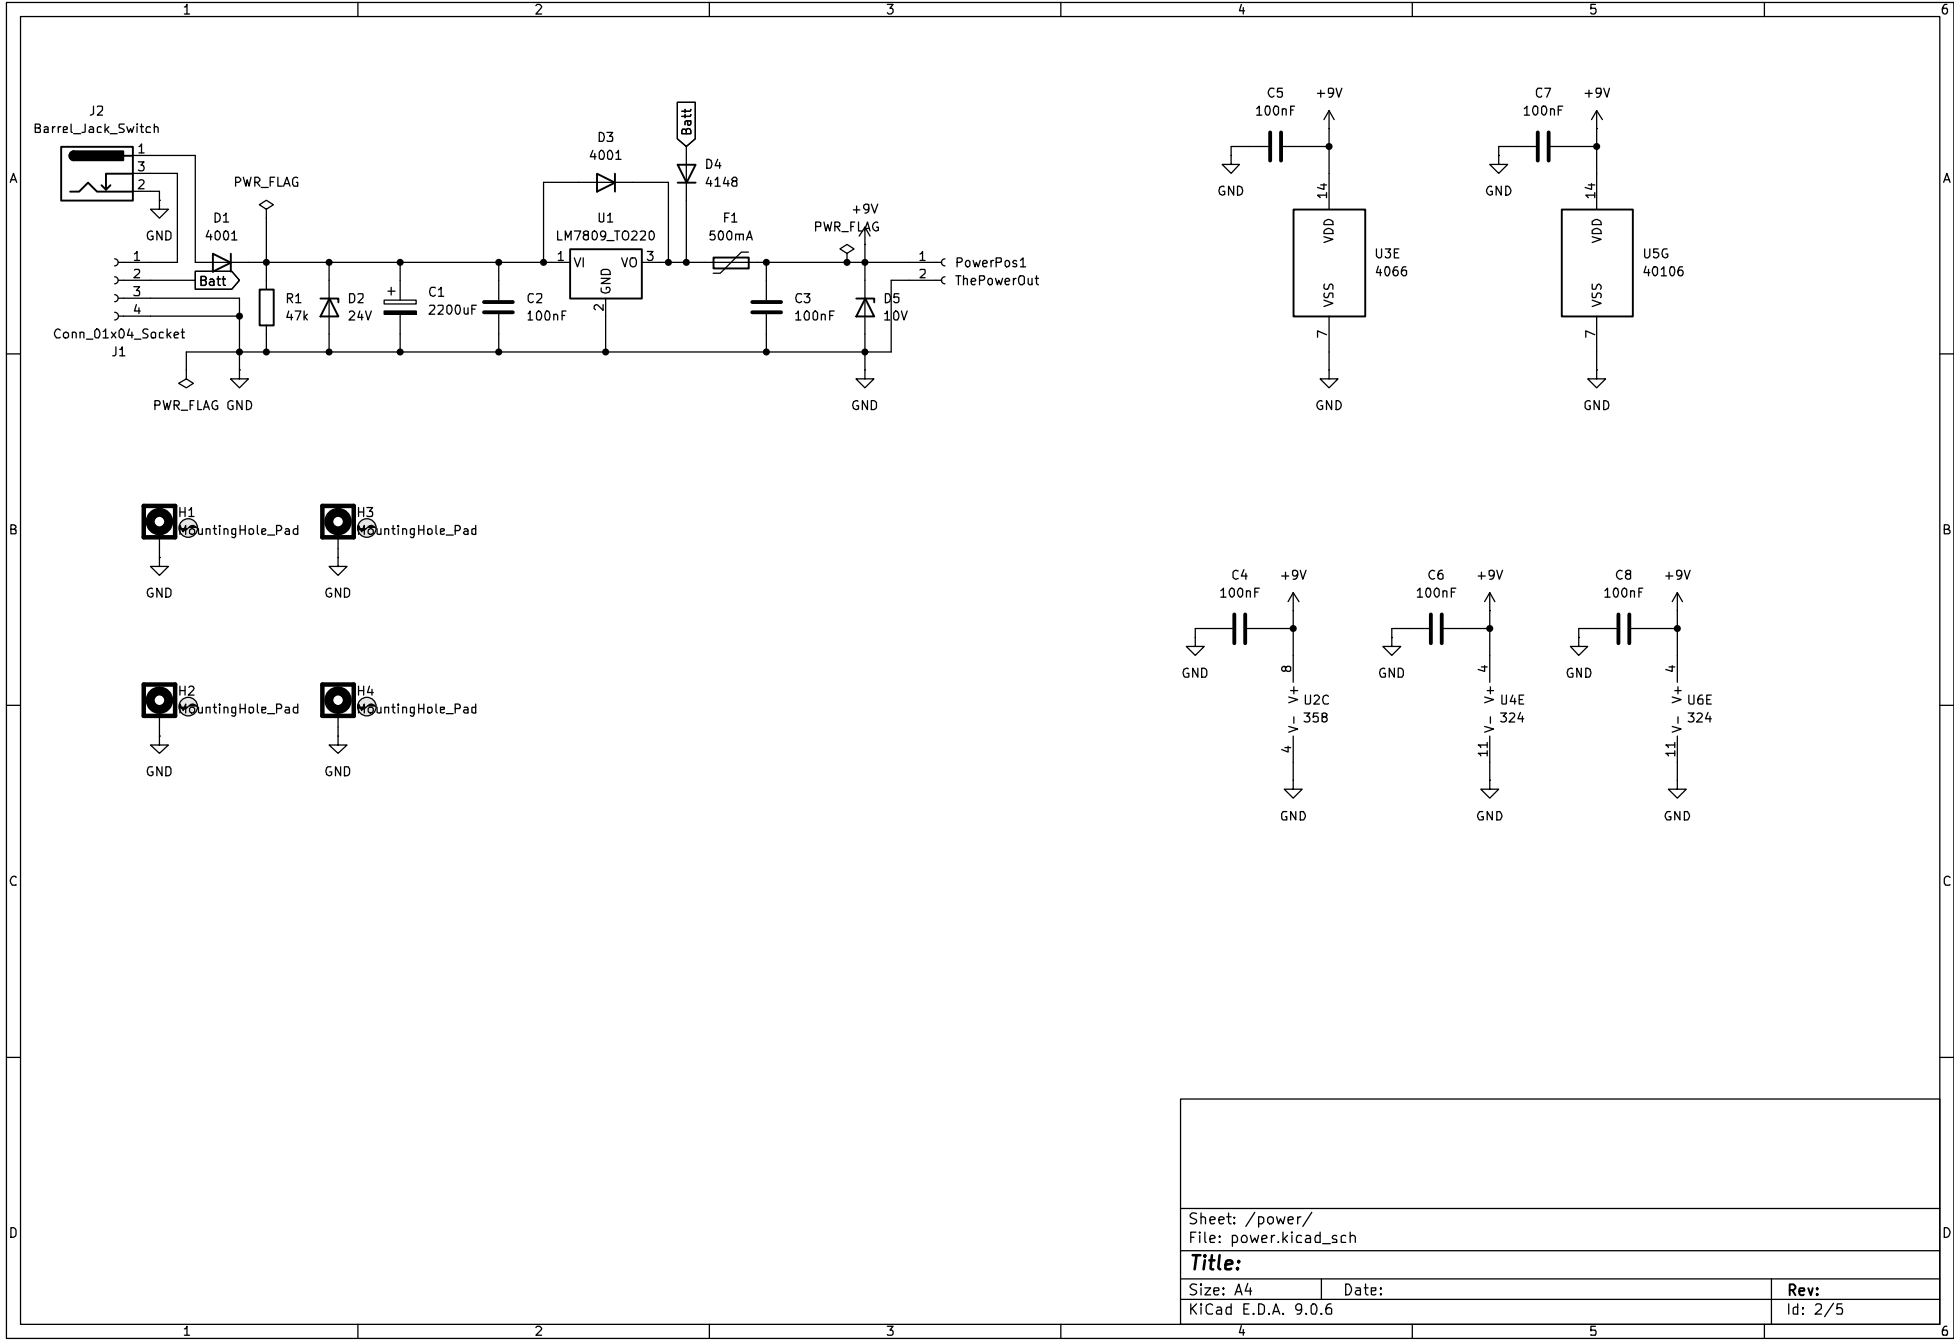 1 2 3 4 5 6
A A
B B
C C
D D
1 2 3 4 5 6
J2
Barrel_Jack_Switch
1
3
2
GND
PWR_FLAG
D1
4001
1
2
3
4
Batt
Conn_01x04_Socket
J1
R1
47k
D2
24V
+
C1
2200uF
C2
100nF
PWR_FLAG
GND
D3
4001
U1
LM7809_TO220
1
VI
VO
3
GND
2
Batt
D4
4148
F1
500mA
C3
100nF
+9V
PWR_FLAG
D5
10V
GND
1
PowerPos1
2
ThePowerOut
C5
100nF
+9V
GND
14
VDD
VSS
7
U3E
4066
GND
C7
100nF
+9V
GND
14
VDD
VSS
7
U5G
40106
GND
H1
MountingHole_Pad
GND
H3
MountingHole_Pad
GND
H2
MountingHole_Pad
GND
H4
MountingHole_Pad
GND
C4
100nF
+9V
GND
8
V+
V-
4
U2C
358
GND
C6
100nF
+9V
GND
4
V+
V-
11
U4E
324
GND
C8
100nF
+9V
GND
4
V+
V-
11
U6E
324
GND
Sheet: /power/
File: power.kicad_sch
Title:
Size: A4 Date: Rev:
KiCad E.D.A. 9.0.6 Id: 2/5